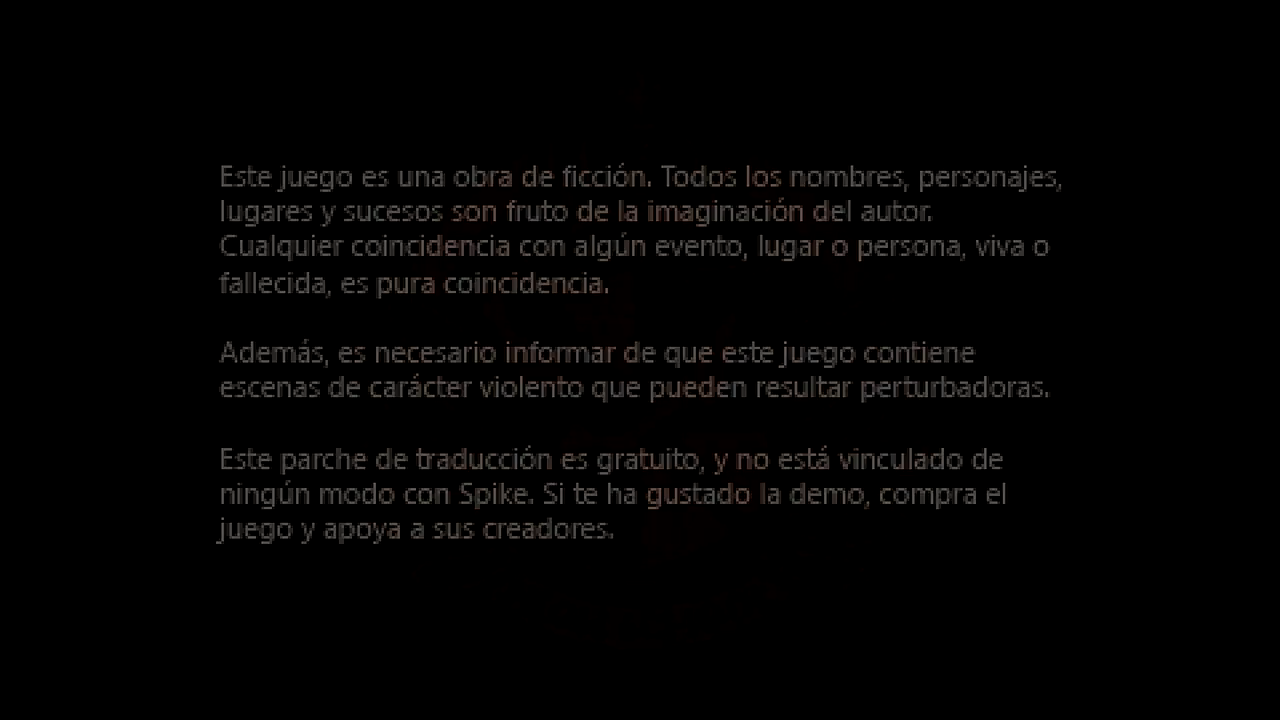 Este juego es una obra de ficción. Todos los nombres, personajes,
lugares y sucesos son fruto de la imaginación del autor.
Cualquier coincidencia con algún evento, lugar o persona, viva o
fallecida, es pura coincidencia.
Además, es necesario informar de que este juego contiene
escenas de carácter violento que pueden resultar perturbadoras.
Este parche de traducción es gratuito, y no está vinculado de
ningún modo con Spike. Si te ha gustado la demo, compra el
juego y apoya a sus creadores.